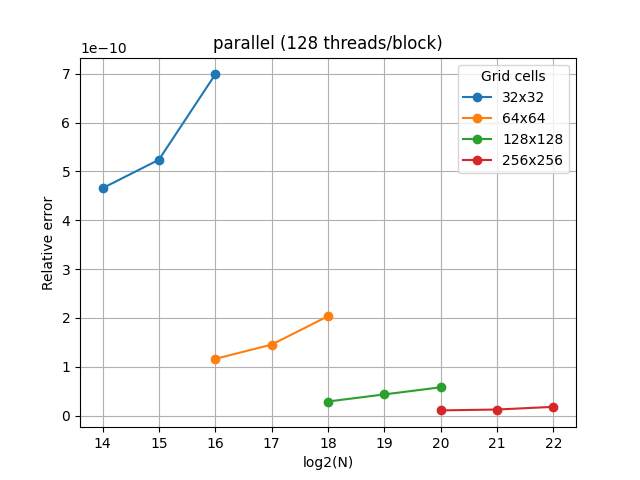 parallel (128 threads/block)
1e−10
Grid cells
32x32
64x64
128x128
256x256
7
6
5
4
3
2
1
0
Relative error
14 15 16 17 18 19 20 21 22
log2(N)